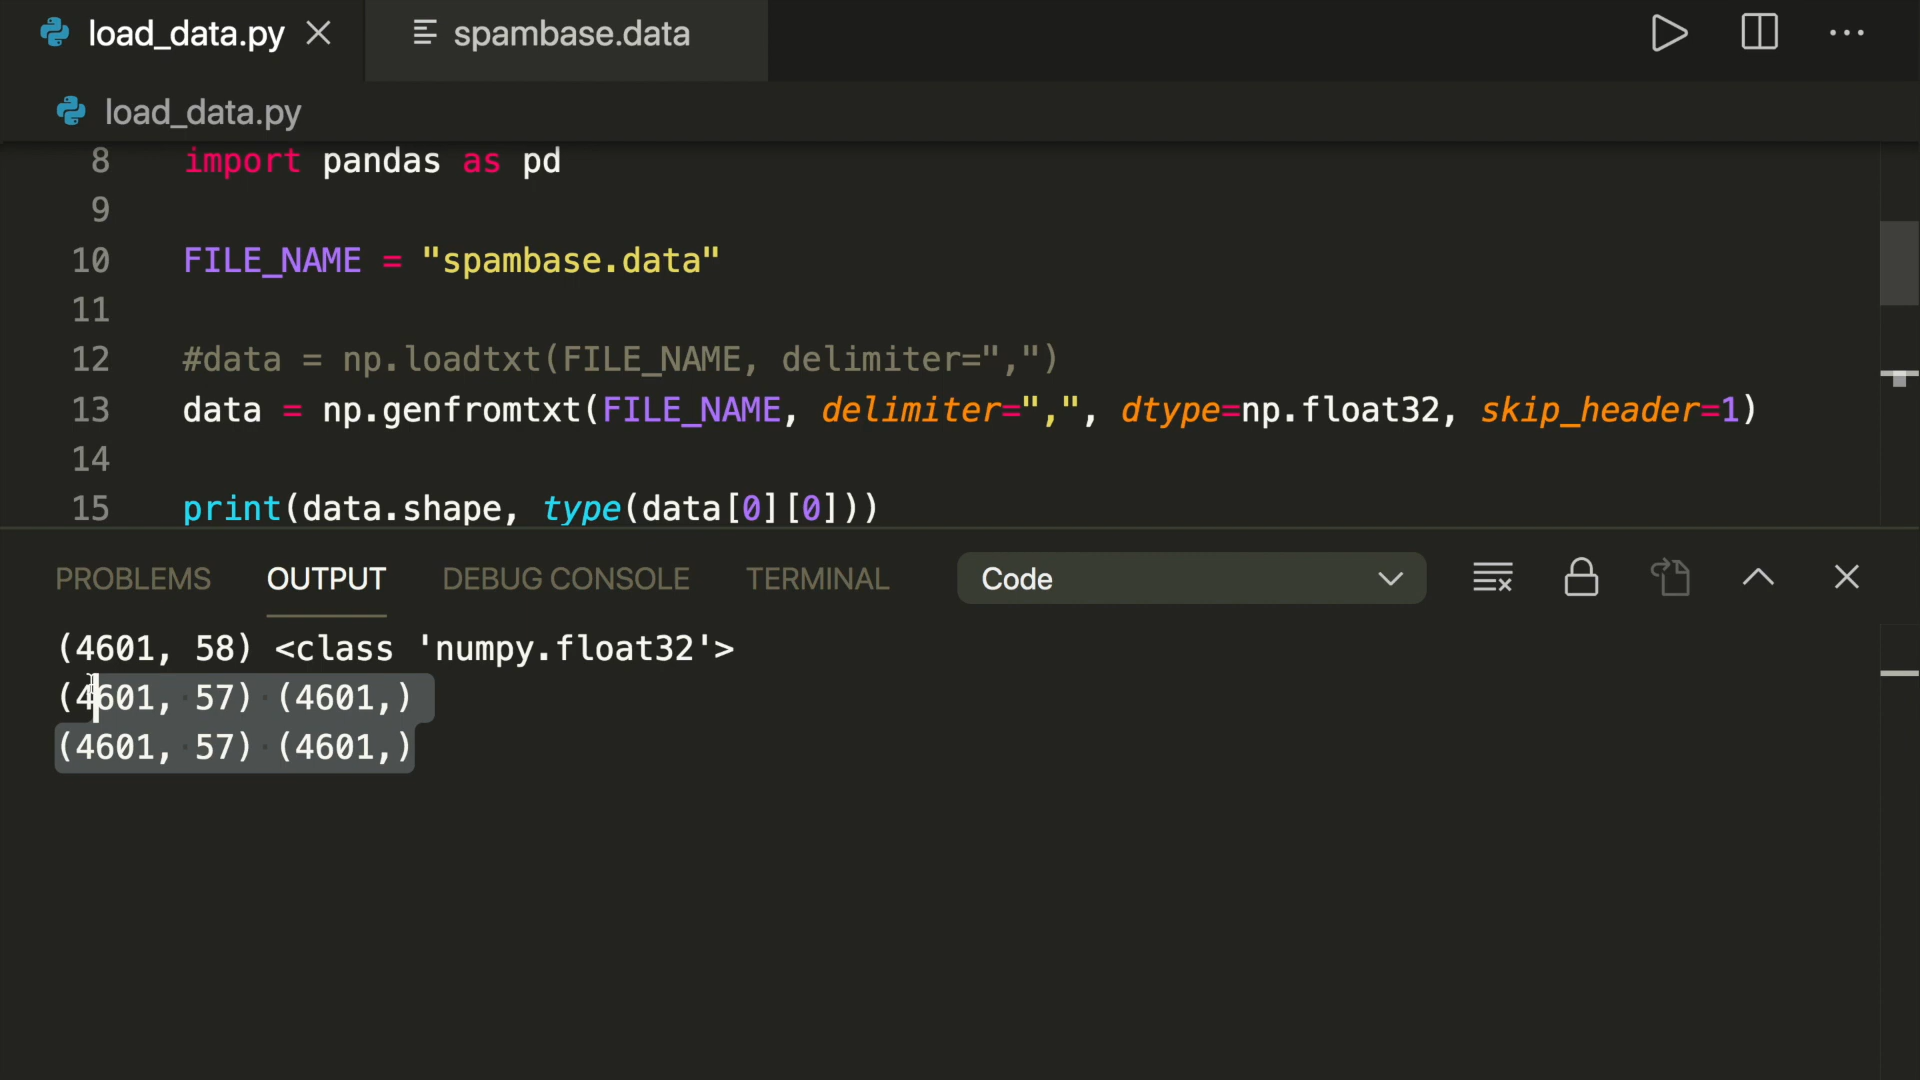 load_data.py
spambase.data
load_data.py
8 import pandas as pd
9
10 FILE_NAME = "spambase.data"
11
12 #data = np.loadtxt(FILE_NAME, delimiter=",")
13 data = np.genfromtxt(FILE_NAME, delimiter=",", dtype=np.float32, skip_header=1)
14
15 print(data.shape, type(data[0][0]))
PROBLEMS OUTPUT DEBUG CONSOLE TERMINAL Code
(4601, 58) <class 'numpy.float32'>
(4601, 57) (4601,)
(4601, 57) (4601,)